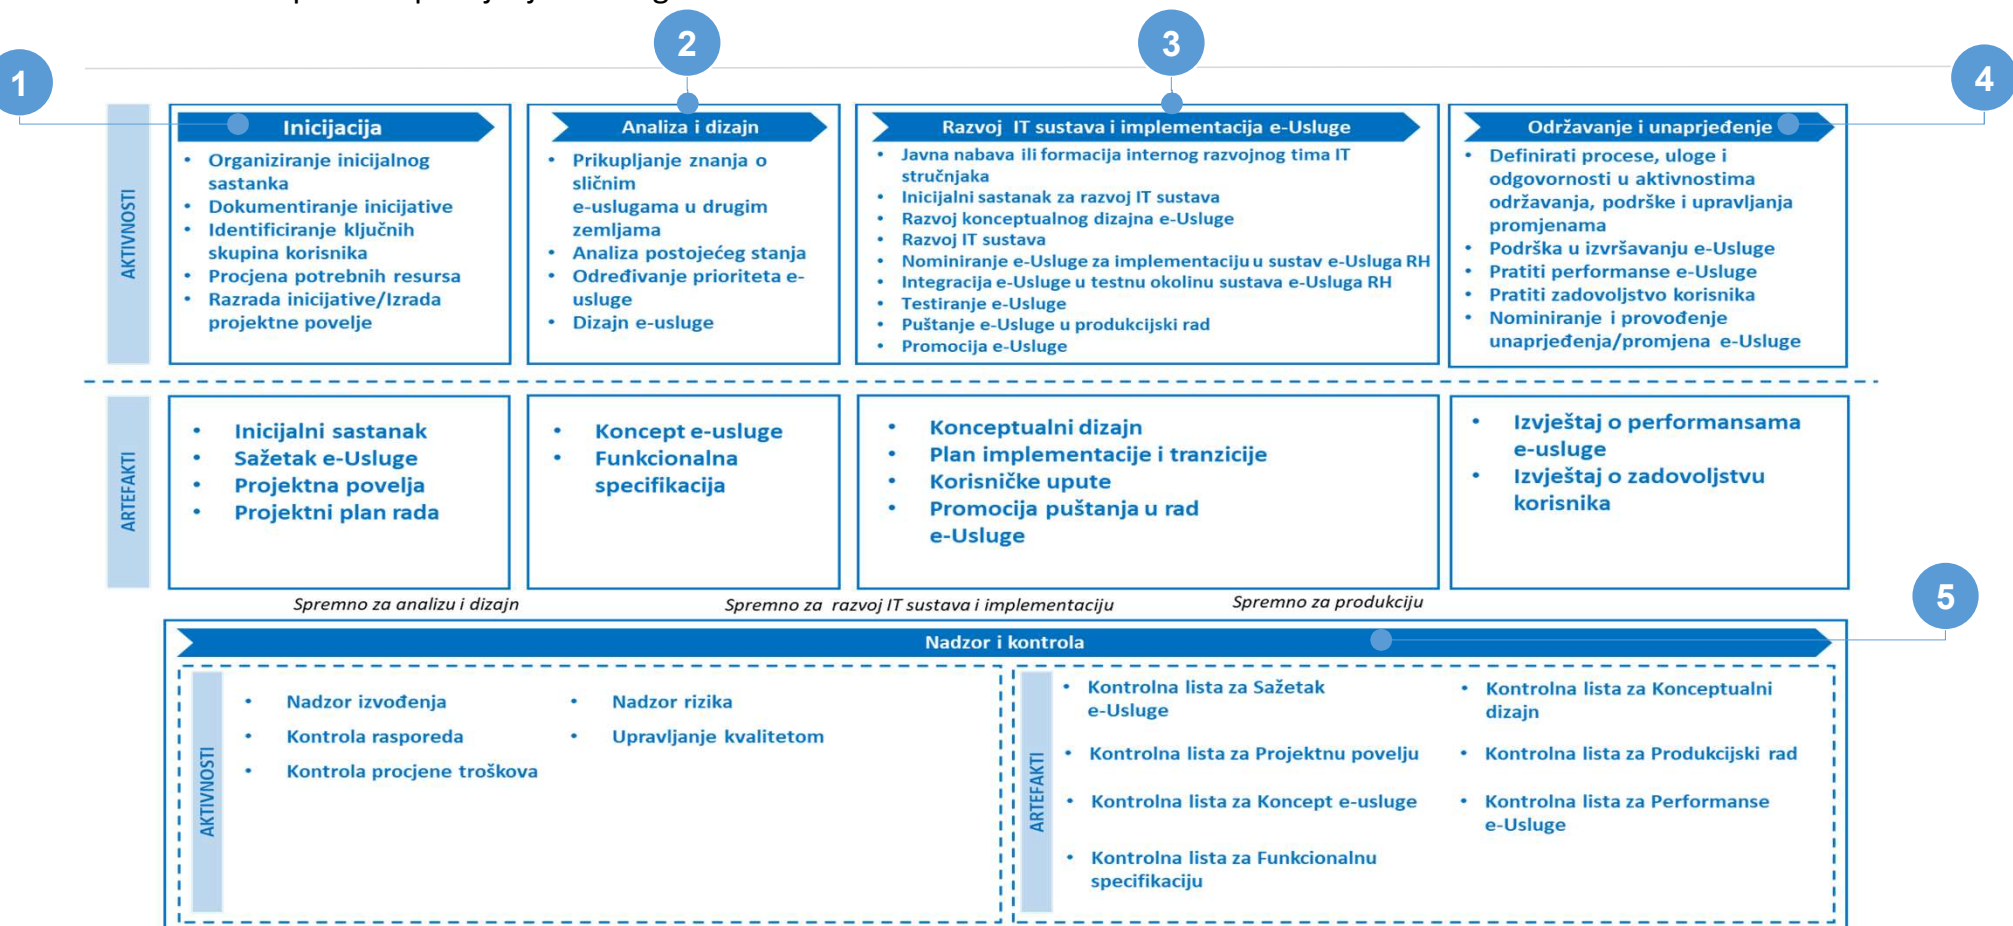 1
2
3
4
AKTIVNOSTI
Inicijacija
• Organiziranje inicijalnog
sastanka
• Dokumentiranje inicijative
• Identificiranje ključnih
skupina korisnika
• Procjena potrebnih resursa
• Razrada inicijative/Izrada
projektne povelje
Analiza i dizajn
• Prikupljanje znanja o
sličnim
e-uslugama u drugim
zemljama
• Analiza postojećeg stanja
• Određivanje prioriteta e-
usluge
• Dizajn e-usluge
Razvoj IT sustava i implementacija e-Usluge
• Javna nabava ili formacija internog razvojnog tima IT
stručnjaka
• Inicijalni sastanak za razvoj IT sustava
• Razvoj konceptualnog dizajna e-Usluge
• Razvoj IT sustava
• Nominiranje e-Usluge za implementaciju u sustav e-Usluga RH
• Integracija e-Usluge u testnu okolinu sustava e-Usluga RH
• Testiranje e-Usluge
• Puštanje e-Usluge u produkcijski rad
• Promocija e-Usluge
Održavanje i unaprjeđenje
• Definirati procese, uloge i
odgovornosti u aktivnostima
održavanja, podrške i upravljanja
promjenama
• Podrška u izvršavanju e-Usluge
• Pratiti performanse e-Usluge
• Pratiti zadovoljstvo korisnika
• Nominiranje i provođenje
unaprjeđenja/promjena e-Usluge
ARTEFAKTI
• Inicijalni sastanak
• Sažetak e-Usluge
• Projektna povelja
• Projektni plan rada
• Koncept e-usluge
• Funkcionalna
specifikacija
• Konceptualni dizajn
• Plan implementacije i tranzicije
• Korisničke upute
• Promocija puštanja u rad
e-Usluge
• Izvještaj o performansama
e-usluge
• Izvještaj o zadovoljstvu
korisnika
Spremno za analizu i dizajn
Spremno za razvoj IT sustava i implementaciju
Spremno za produkciju
5
Nadzor i kontrola
AKTIVNOSTI
• Nadzor izvođenja
• Kontrola rasporeda
• Kontrola procjene troškova
• Nadzor rizika
• Upravljanje kvalitetom
ARTEFAKTI
• Kontrolna lista za Sažetak
e-Usluge
• Kontrolna lista za Projektnu povelju
• Kontrolna lista za Koncept e-usluge
• Kontrolna lista za Funkcionalnu
specifikaciju
• Kontrolna lista za Konceptualni
dizajn
• Kontrolna lista za Produkcijski rad
• Kontrolna lista za Performanse
e-Usluge